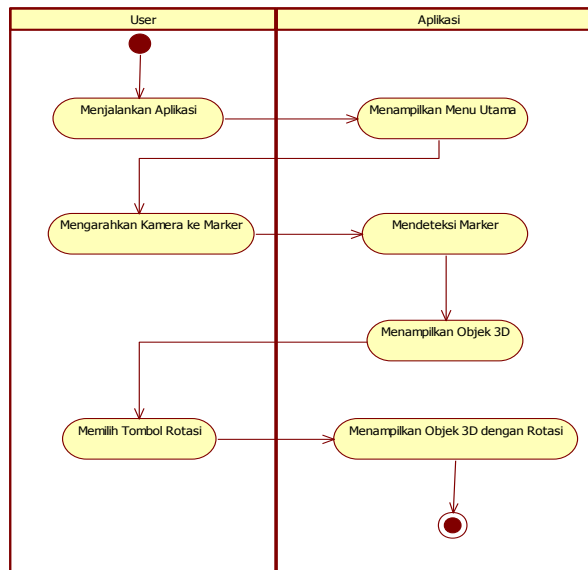 User
Aplikasi
Menjalankan Aplikasi
Menampilkan Menu Utama
Mengarahkan Kamera ke Marker
Mendeteksi Marker
Menampilkan Objek 3D
Memilih Tombol Rotasi
Menampilkan Objek 3D dengan Rotasi